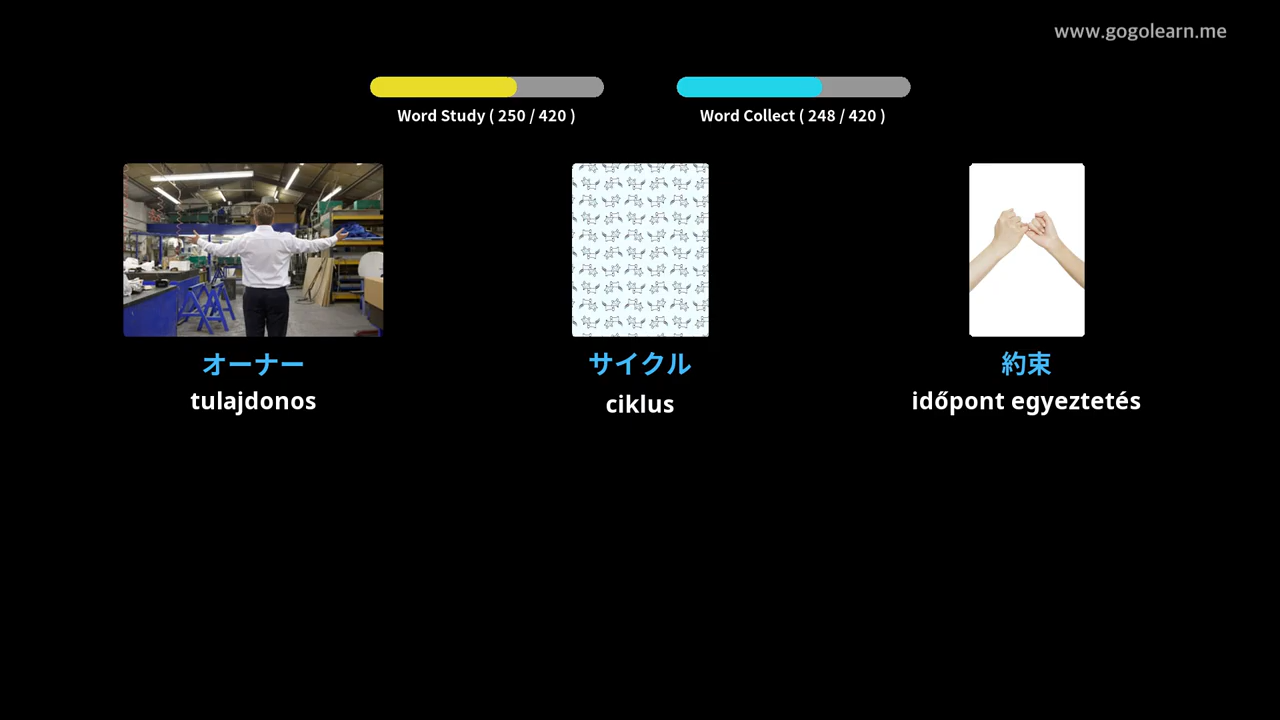 www.gogolearn.me
Word Study ( 250 / 420 )
Word Collect ( 248 / 420 )
オーナー
tulajdonos
サイクル
ciklus
約束
időpont egyeztetés